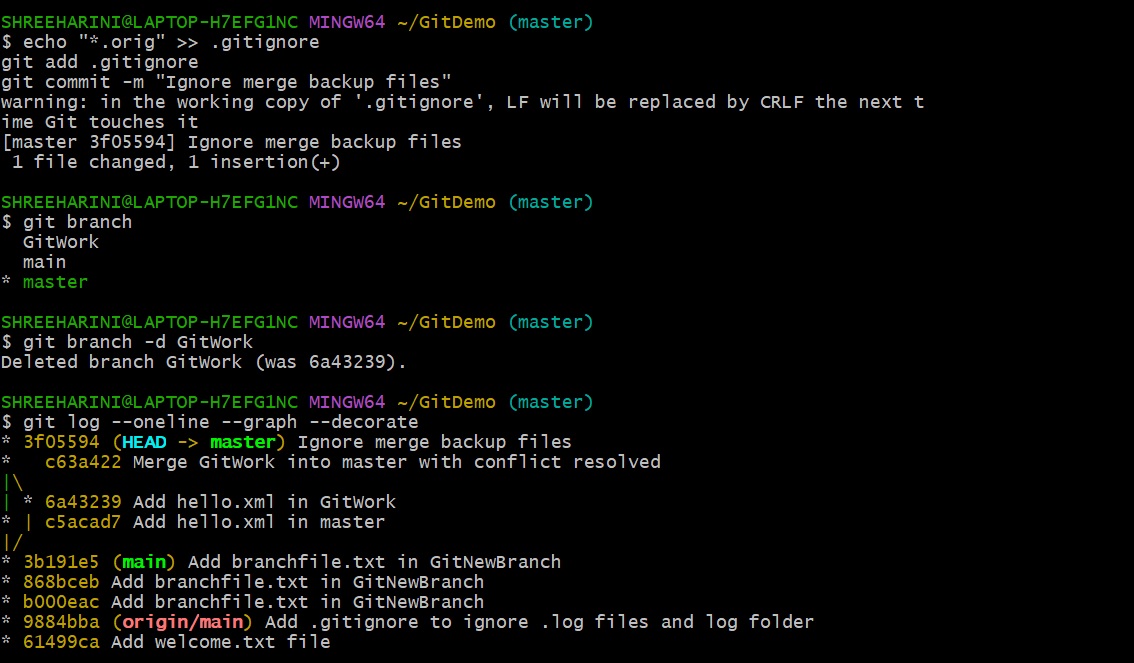 SHREEHARINI@LAPTOP-H7EFG1NC MINGW64 ~/GitDemo (master)
$ echo "*.orig" >> .gitignore
git add .gitignore
git commit -m "Ignore merge backup files"
warning: in the working copy of '.gitignore', LF will be replaced by CRLF the next t
ime Git touches it
[master 3f05594] Ignore merge backup files
 1 file changed, 1 insertion(+)

SHREEHARINI@LAPTOP-H7EFG1NC MINGW64 ~/GitDemo (master)
$ git branch
  GitWork
  main
* master

SHREEHARINI@LAPTOP-H7EFG1NC MINGW64 ~/GitDemo (master)
$ git branch -d GitWork
Deleted branch GitWork (was 6a43239).

SHREEHARINI@LAPTOP-H7EFG1NC MINGW64 ~/GitDemo (master)
$ git log --oneline --graph --decorate
* 3f05594 (HEAD -> master) Ignore merge backup files
*   c63a422 Merge GitWork into master with conflict resolved
|\
| * 6a43239 Add hello.xml in GitWork
* | c5acad7 Add hello.xml in master
|/
* 3b191e5 (main) Add branchfile.txt in GitNewBranch
* 868bceb Add branchfile.txt in GitNewBranch
* b000eac Add branchfile.txt in GitNewBranch
* 9884bba (origin/main) Add .gitignore to ignore .log files and log folder
* 61499ca Add welcome.txt file